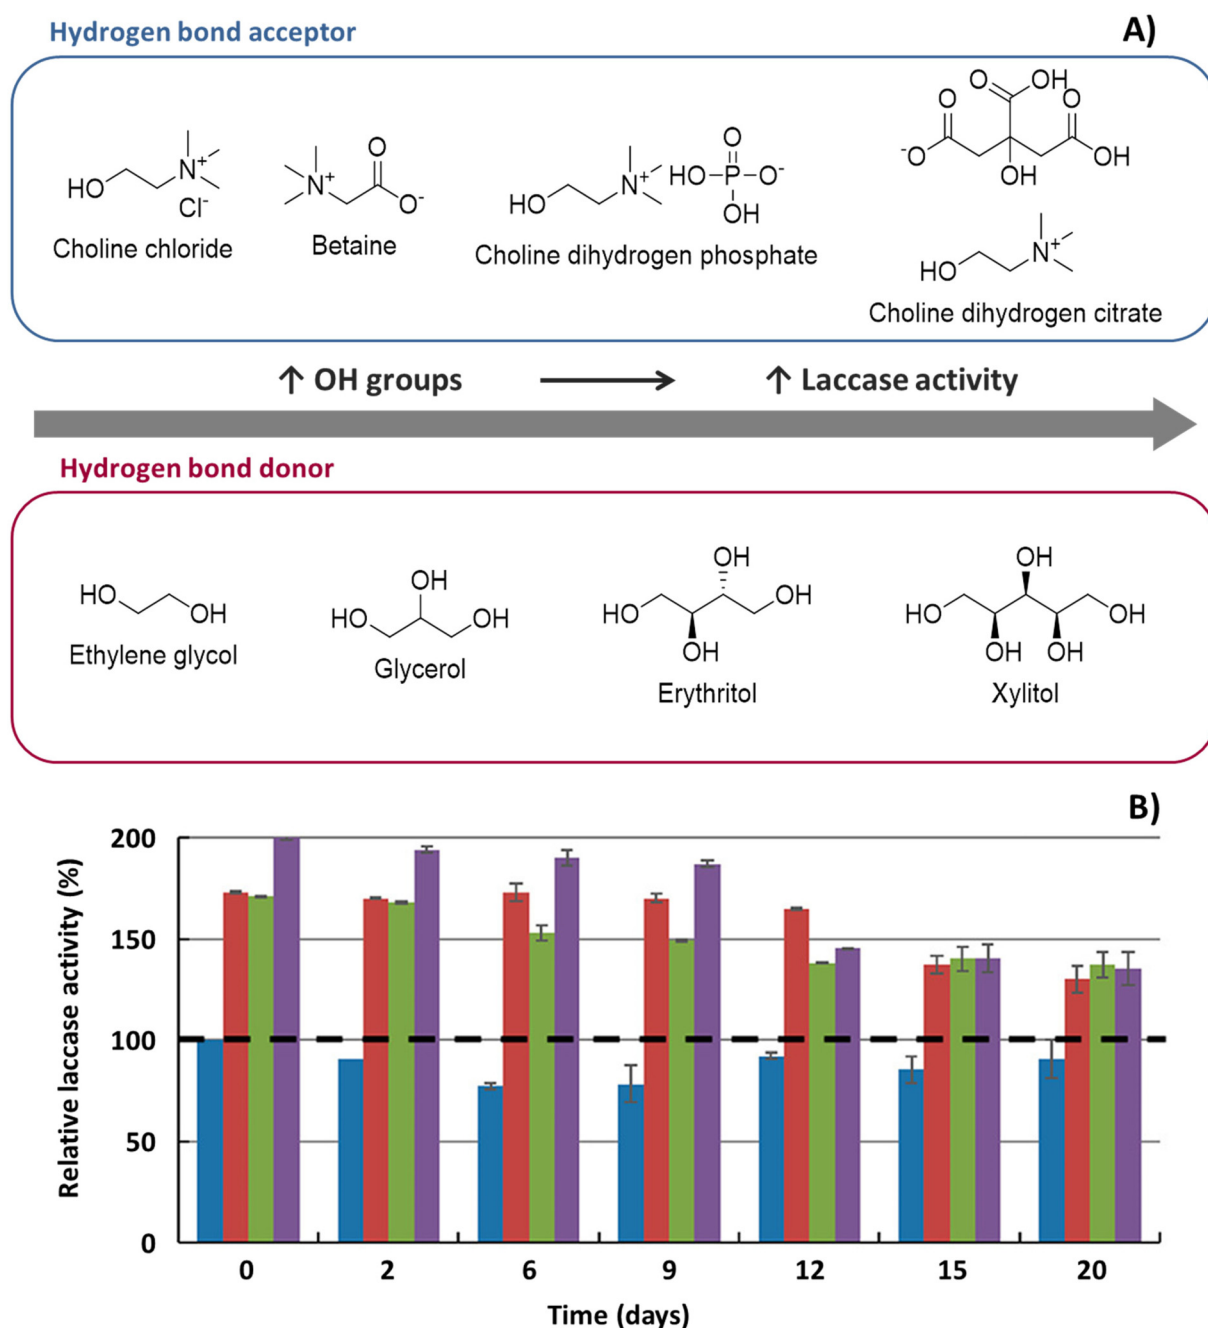 Hydrogen bond acceptor
A)
O
OH
O
O
-O
OH
OH
HO
N+
Cl-
Choline chloride
N+
O
O-
Betaine
HO
N+
O
HO P O-
OH
Choline dihydrogen phosphate
HO
N+
Choline dihydrogen citrate
↑ OH groups → ↑ Laccase activity
Hydrogen bond donor
HO
OH
Ethylene glycol
OH
HO
OH
Glycerol
OH
HO
OH
OH
Erythritol
OH
HO
OH
OH
OH
Xylitol
B)
Relative laccase activity (%)
200
150
100
50
0
0 2 6 9 12 15 20
Time (days)